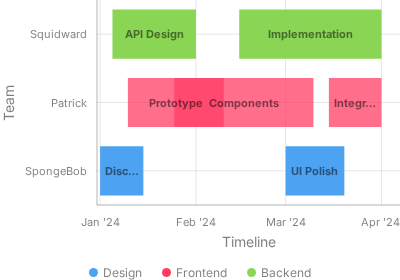 Squidward
API Design
Implementation
Patrick
Prototype
Components
Integr...
SpongeBob
Disc...
UI Polish
Team
Jan '24
Feb '24
Mar '24
Apr '24
Timeline
Design
Frontend
Backend